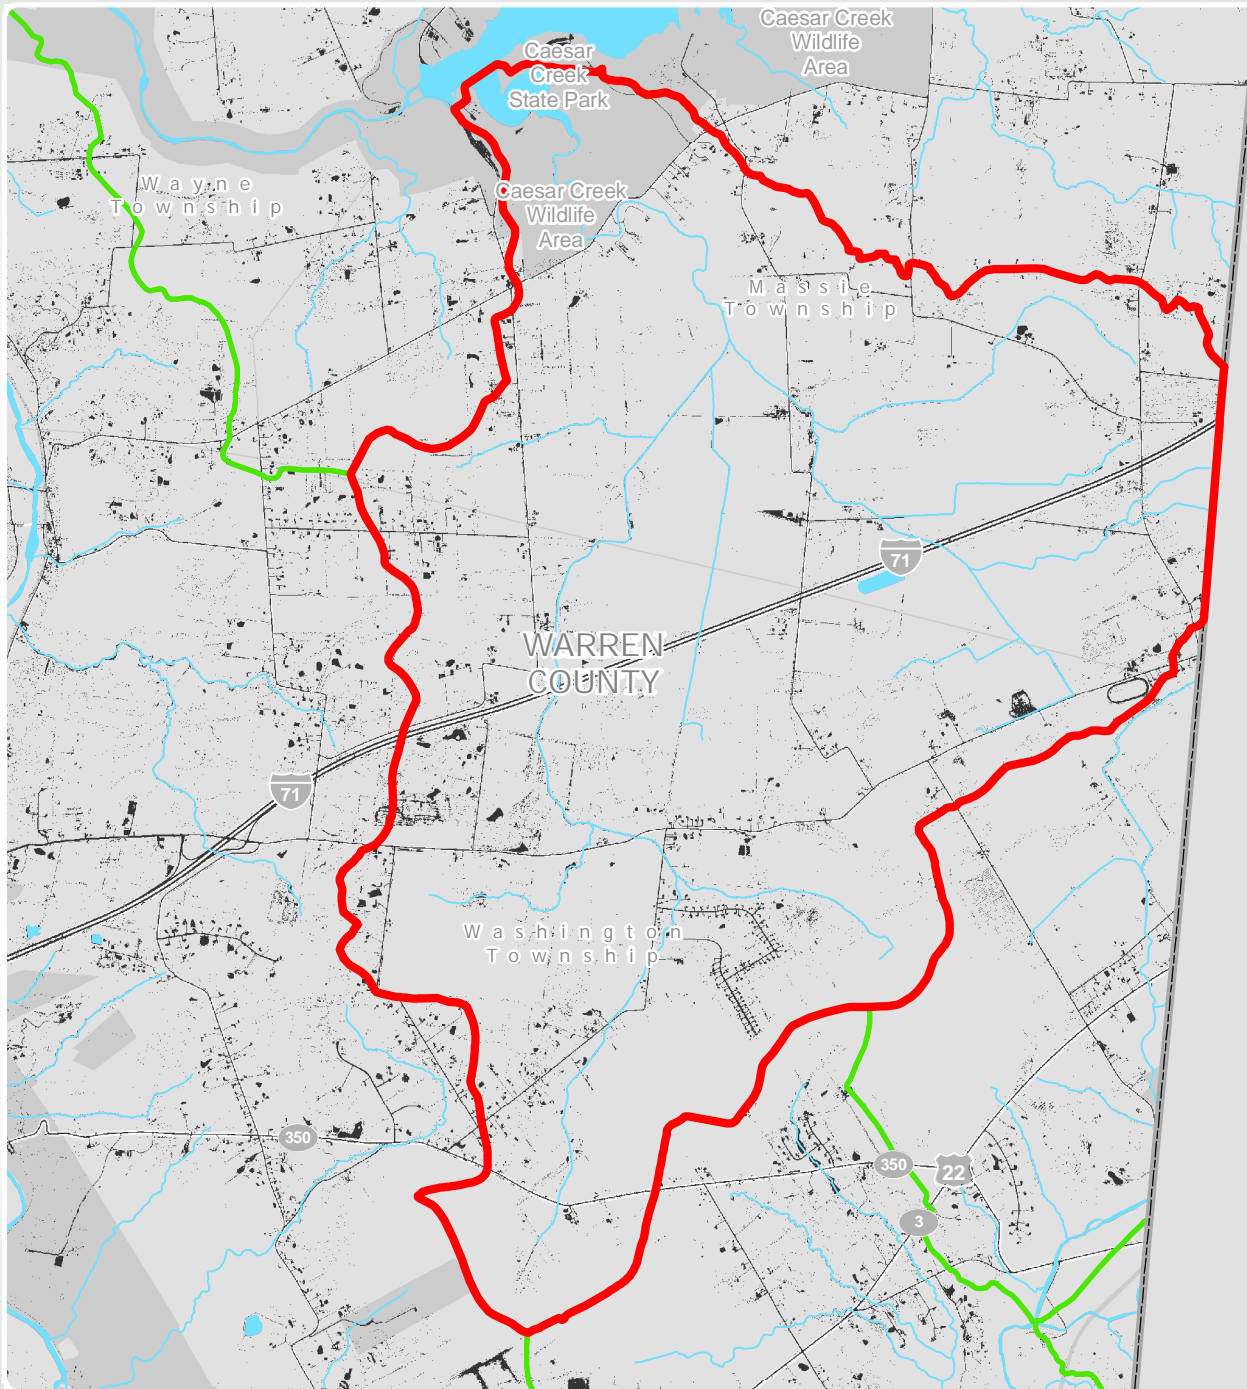 Caesar Creek
Wildlife
Area
Caesar
Creek
State Park
Wayne
Township
Caesar Creek
Wildlife
Area
Massie
Township
71
WARREN
COUNTY
71
Washington
Township
350
350
22
3